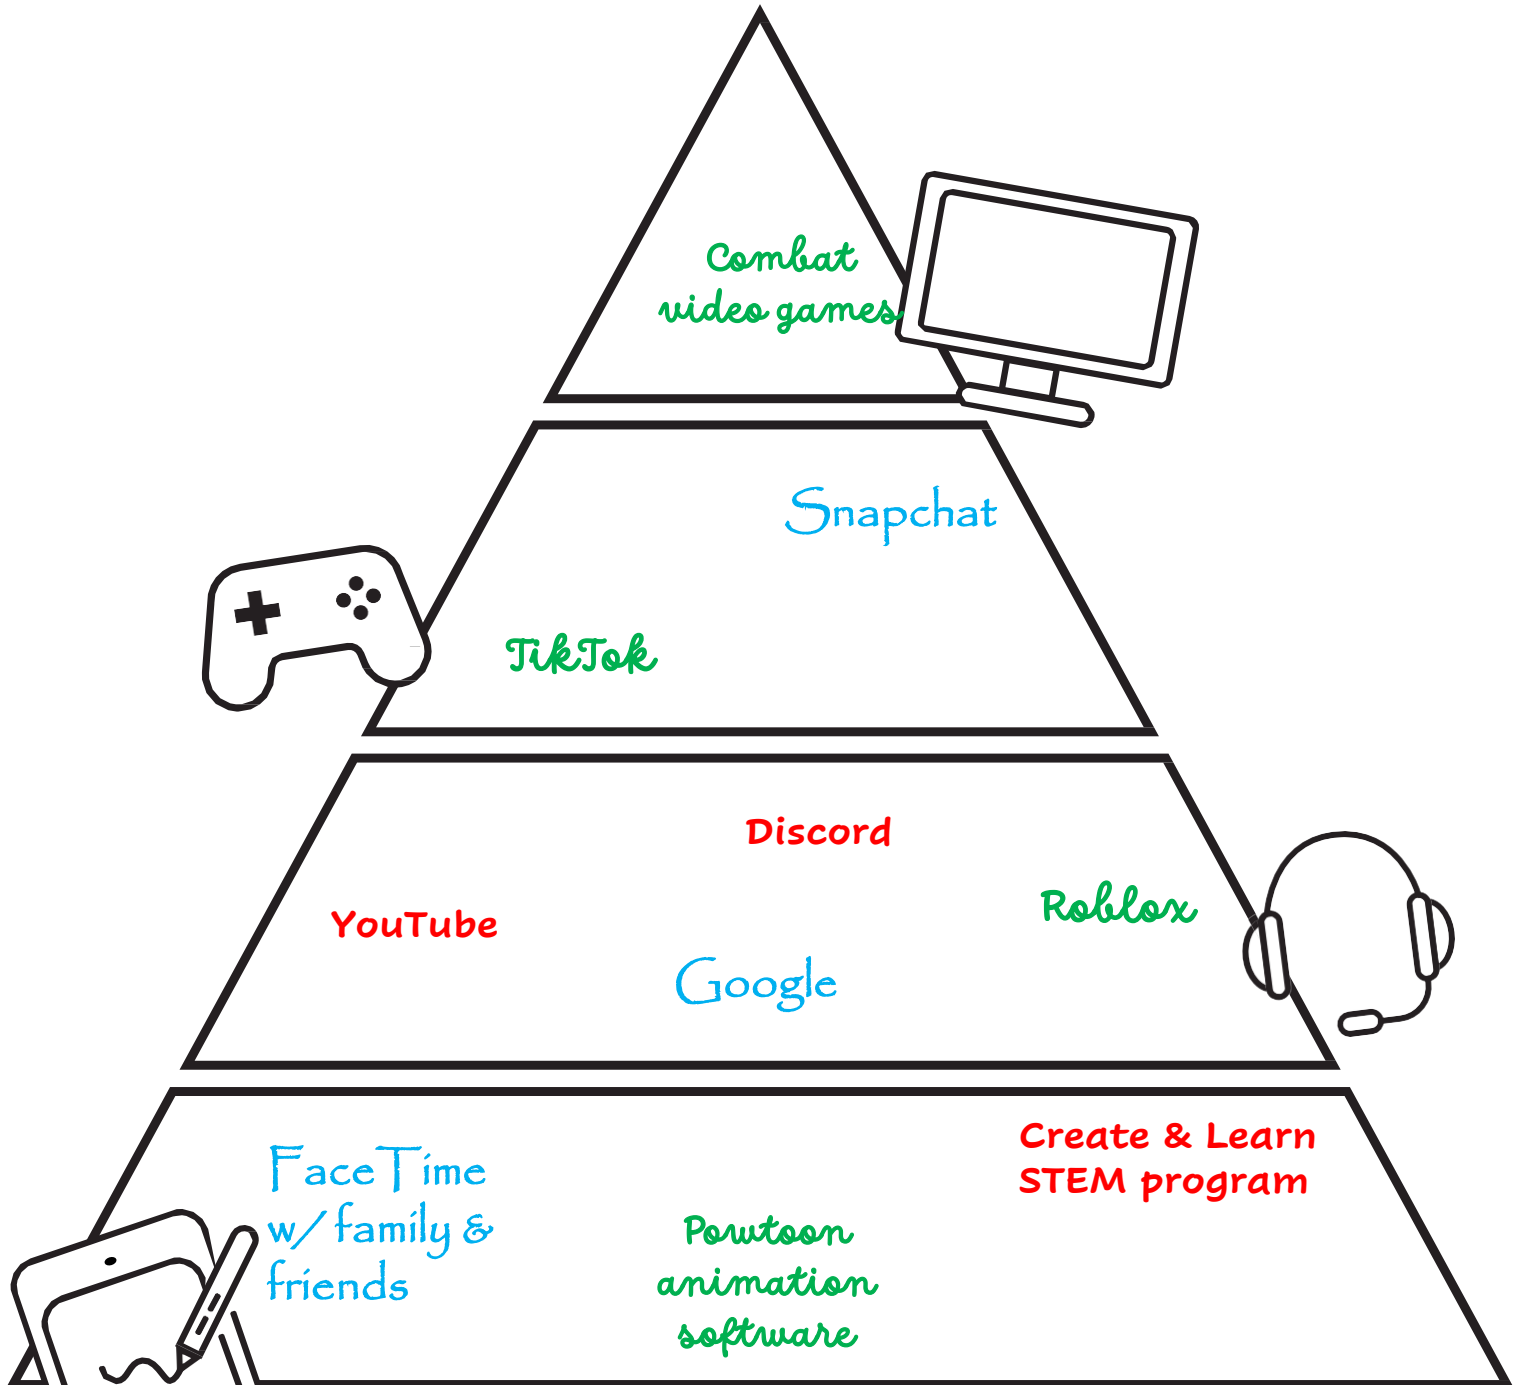 Combat
video games
Snapchat
TikTok
Discord
Roblox
YouTube
Google
Create & Learn
STEM program
FaceTime
w/ family &
friends
Powtoon
animation
software